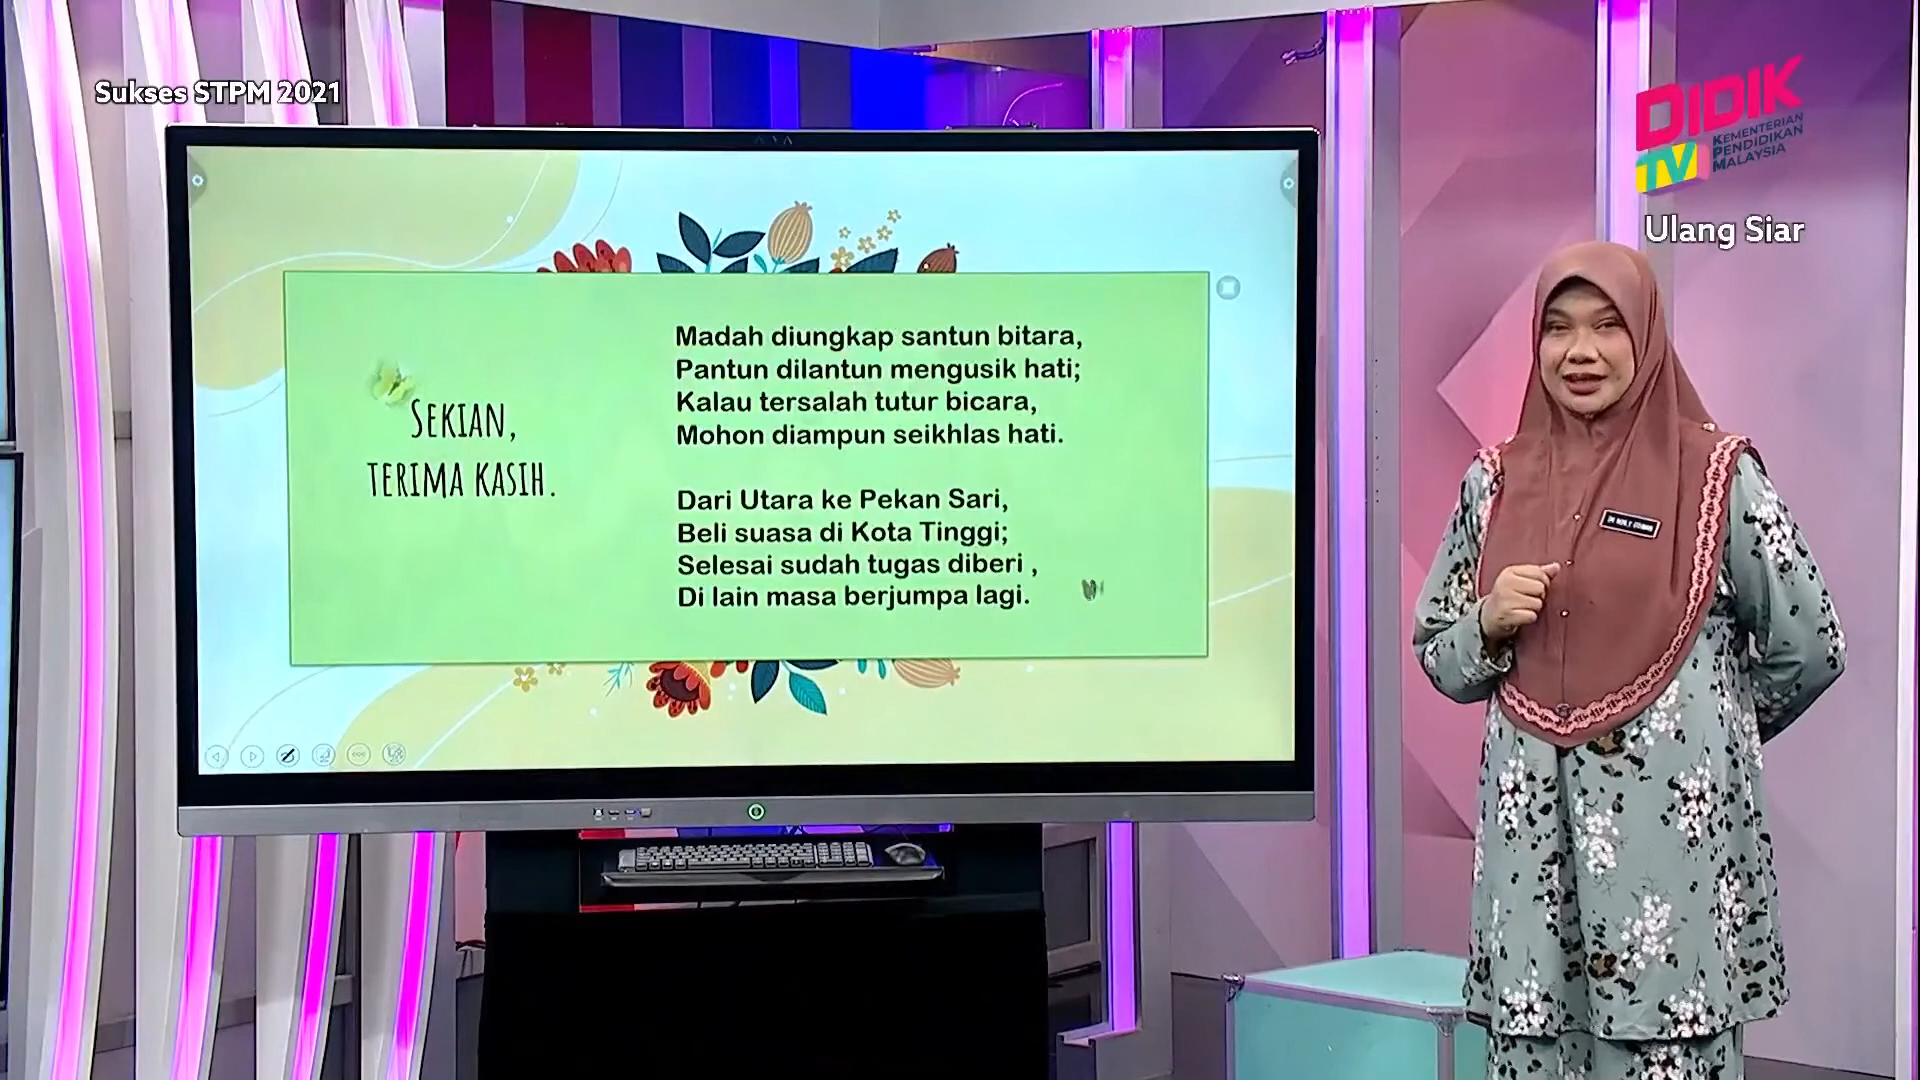 Sukses STPM 2021
DIDIK
TV
KEMENTERIAN
PENDIDIKAN
MALAYSIA
Ulang Siar
SEKIAN,
TERIMA KASIH.
Madah diungkap santun bitara,
Pantun dilantun mengusik hati;
Kalau tersalah tutur bicara,
Mohon diampun seikhlas hati.
Dari Utara ke Pekan Sari,
Beli suasa di Kota Tinggi;
Selesai sudah tugas diberi ,
Di lain masa berjumpa lagi.